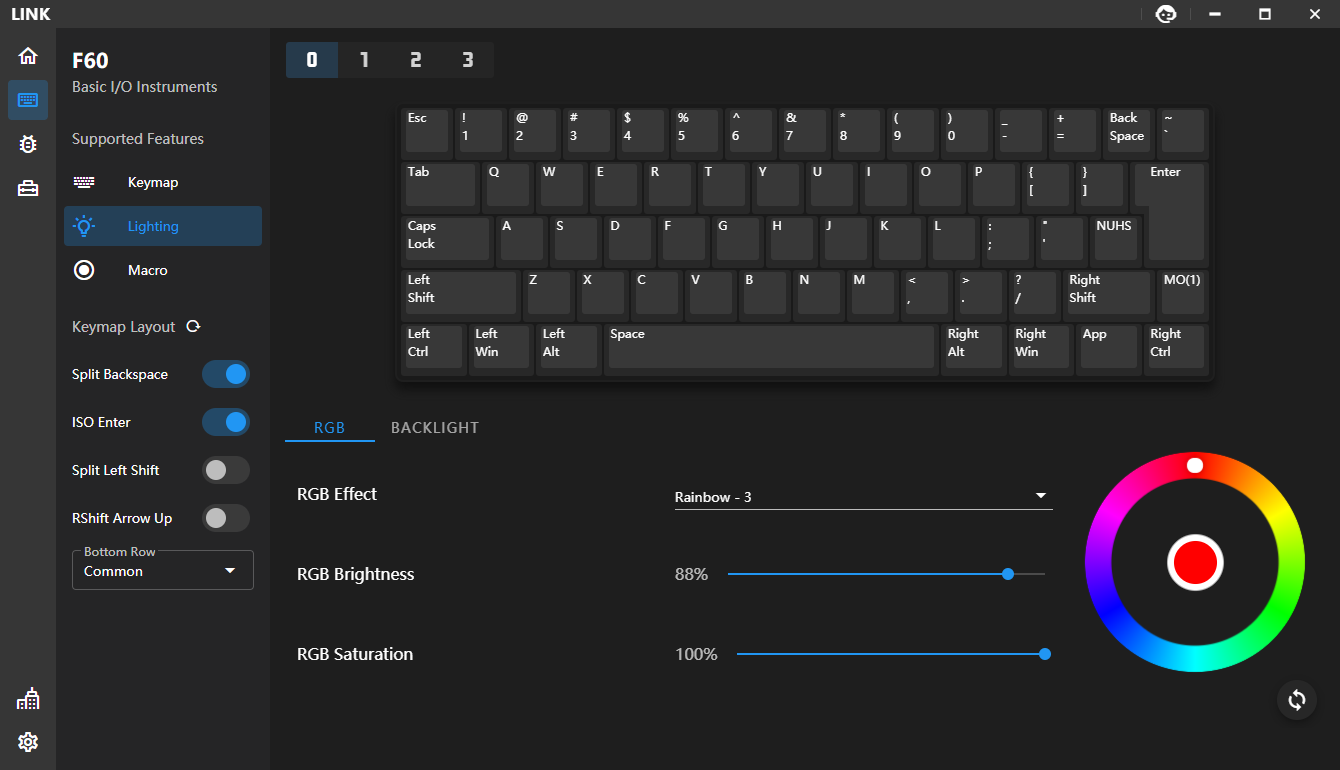 LINK
F60
Basic I/O Instruments
Supported Features
Keymap
Lighting
Macro
Keymap Layout
Split Backspace
ISO Enter
Split Left Shift
RShift Arrow Up
Bottom Row
Common
0 1 2 3
Esc ! @ # $ % ^ & * ( ) _ + Back ~
1 2 3 4 5 6 7 8 9 0 - = Space `
Tab Q W E R T Y U I O P { } Enter
[ ]
Caps A S D F G H J K L : " NUHS
Lock ; '
Left Z X C V B N M < > ? Right MO(1)
Shift , . / Shift
Left Left Left Space Right Right App Right
Ctrl Win Alt Alt Win Ctrl
RGB BACKLIGHT
RGB Effect Rainbow - 3
RGB Brightness 88%
RGB Saturation 100%